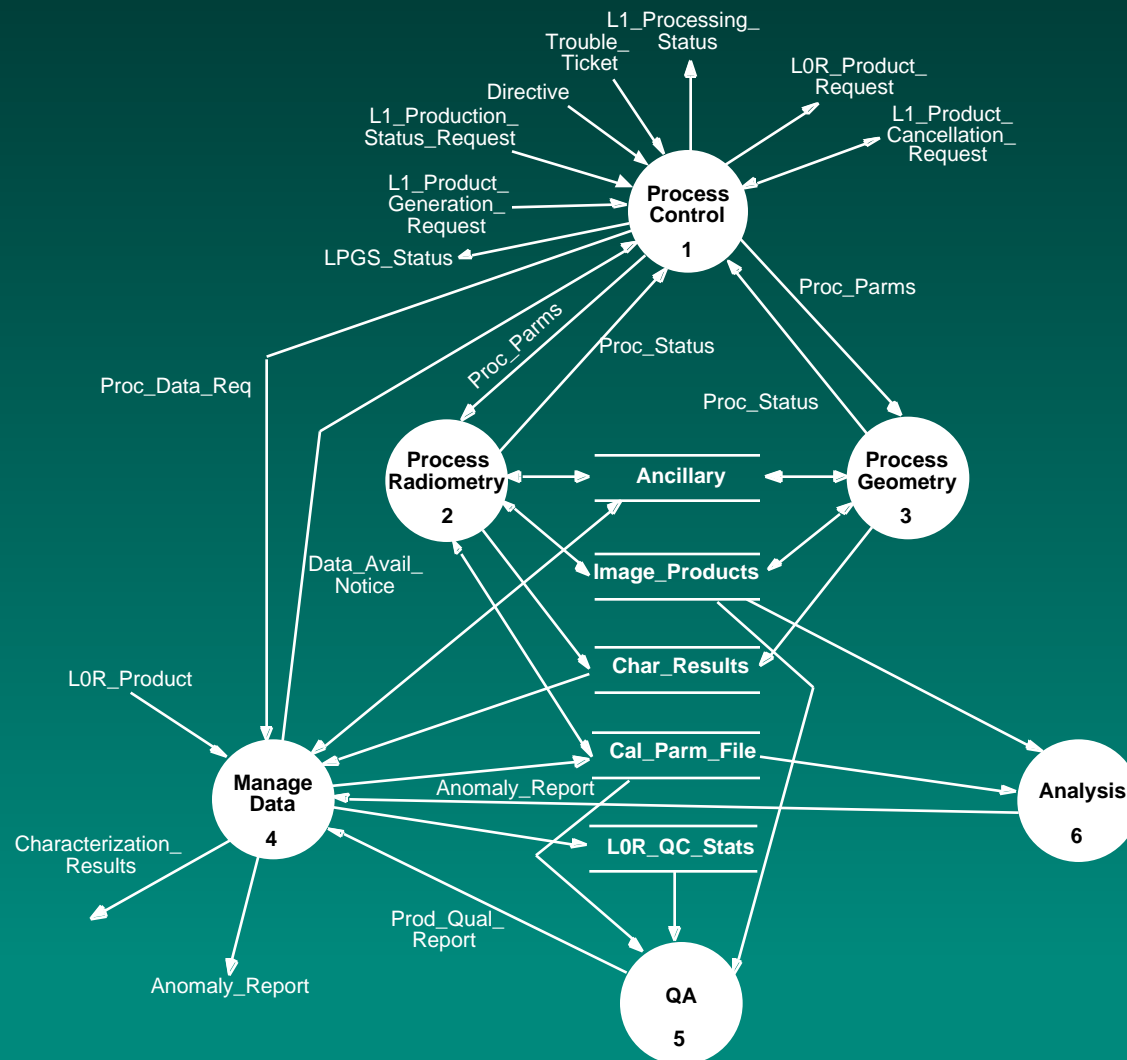 L1_Processing_
Status
Trouble_
Ticket
L0R_Product_
Request
Directive
L1_Production_
Status_Request
L1_Product_
Cancellation_
Request
L1_Product_
Generation_
Request
Process
Control
1
LPGS_Status
Proc_Parms
Proc_Parms
Proc_Status
Proc_Data_Req
Proc_Status
Process
Radiometry
2
Ancillary
Process
Geometry
3
Data_Avail_
Notice
Image_Products
Char_Results
L0R_Product
Cal_Parm_File
Manage
Data
4
Anomaly_Report
Analysis
6
Characterization_
Results
L0R_QC_Stats
Prod_Qual_
Report
Anomaly_Report
QA
5